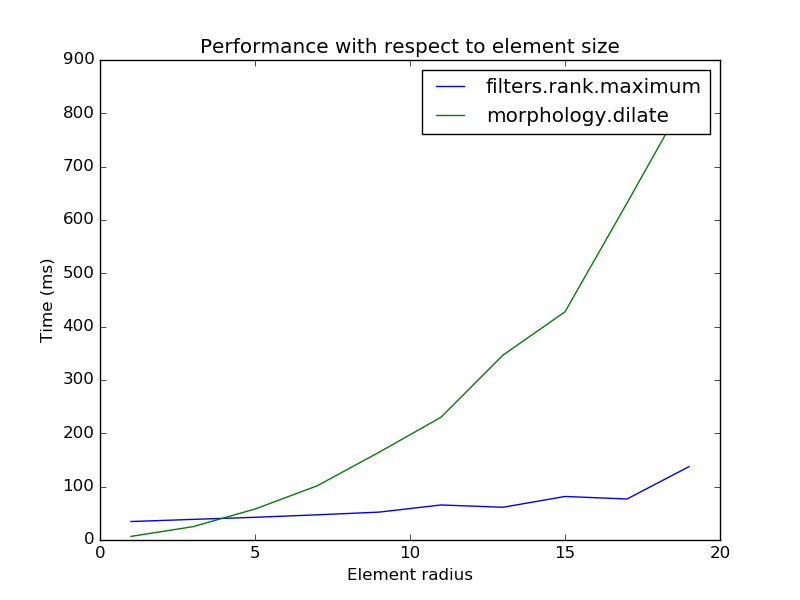 Performance with respect to element size
900
800
700
600
500
400
300
200
100
0
Time (ms)
filters.rank.maximum
morphology.dilate
0 5 10 15 20
Element radius